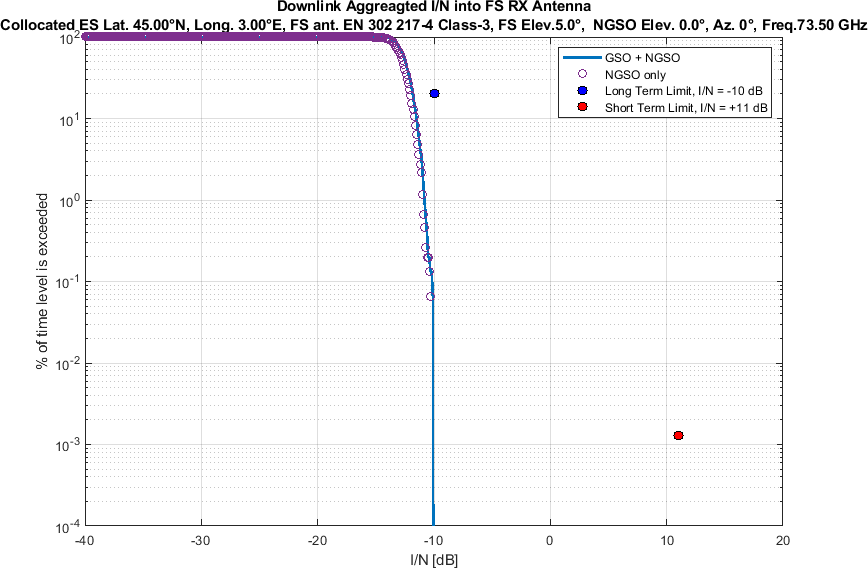 Downlink Aggreagted I/N into FS RX Antenna
Collocated ES Lat. 45.00°N, Long. 3.00°E, FS ant. EN 302 217-4 Class-3, FS Elev.5.0°, NGSO Elev. 0.0°, Az. 0°, Freq.73.50 GHz
GSO + NGSO
NGSO only
Long Term Limit, I/N = -10 dB
Short Term Limit, I/N = +11 dB
% of time level is exceeded
10^2
10^1
10^0
10^-1
10^-2
10^-3
10^-4
-40 -30 -20 -10 0 10 20
I/N [dB]